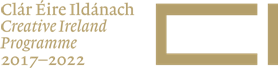 Clár Éire Ildánach
Creative Ireland
Programme
2017–2022